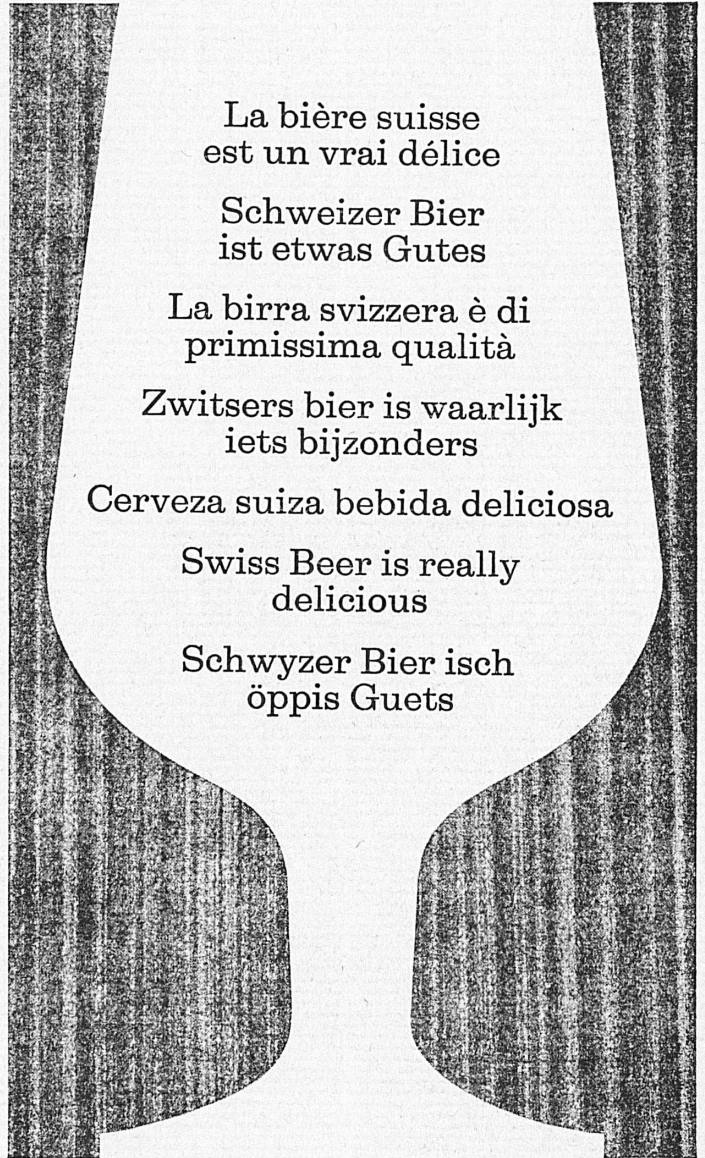 La bière suisse
est un vrai délice
Schweizer Bier
ist etwas Gutes
La birra svizzera è di
primissima qualità
Zwitsers bier is waarlijk
iets bijzonders
Cerveza suiza bebida deliciosa
Swiss Beer is really
delicious
Schwyzer Bier isch
öppis Guets